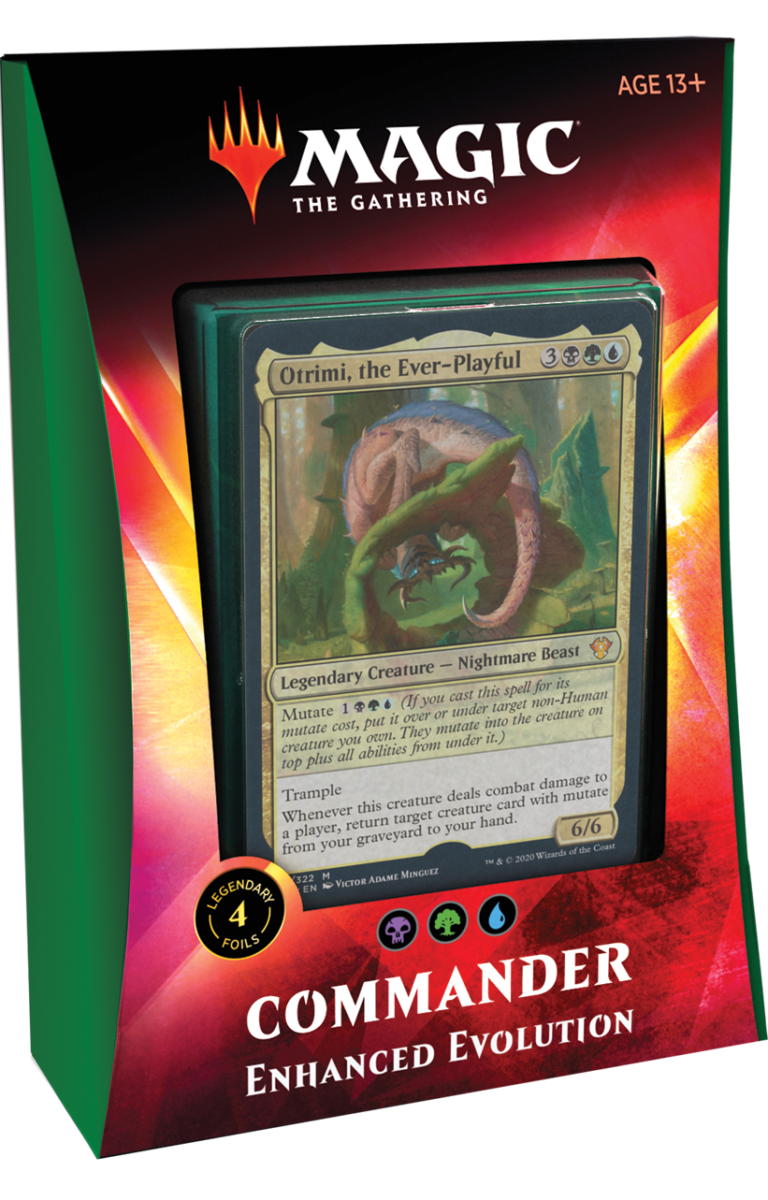 AGE 13+
MAGIC
THE GATHERING
Otrimi, the Ever-Playful 3
Legendary Creature — Nightmare Beast
Mutate 1 (If you cast this spell for its
mutate cost, put it over or under target non-Human
creature you own. They mutate into the creature on
top plus all abilities from under it.)
Trample
Whenever this creature deals combat damage to
a player, return target creature card with mutate
from your graveyard to your hand.
6/6
/322 M
EN VICTOR ADAME MINGUEZ
™ & © 2020 Wizards of the Coast
LEGENDARY
4
FOILS
COMMANDER
ENHANCED EVOLUTION